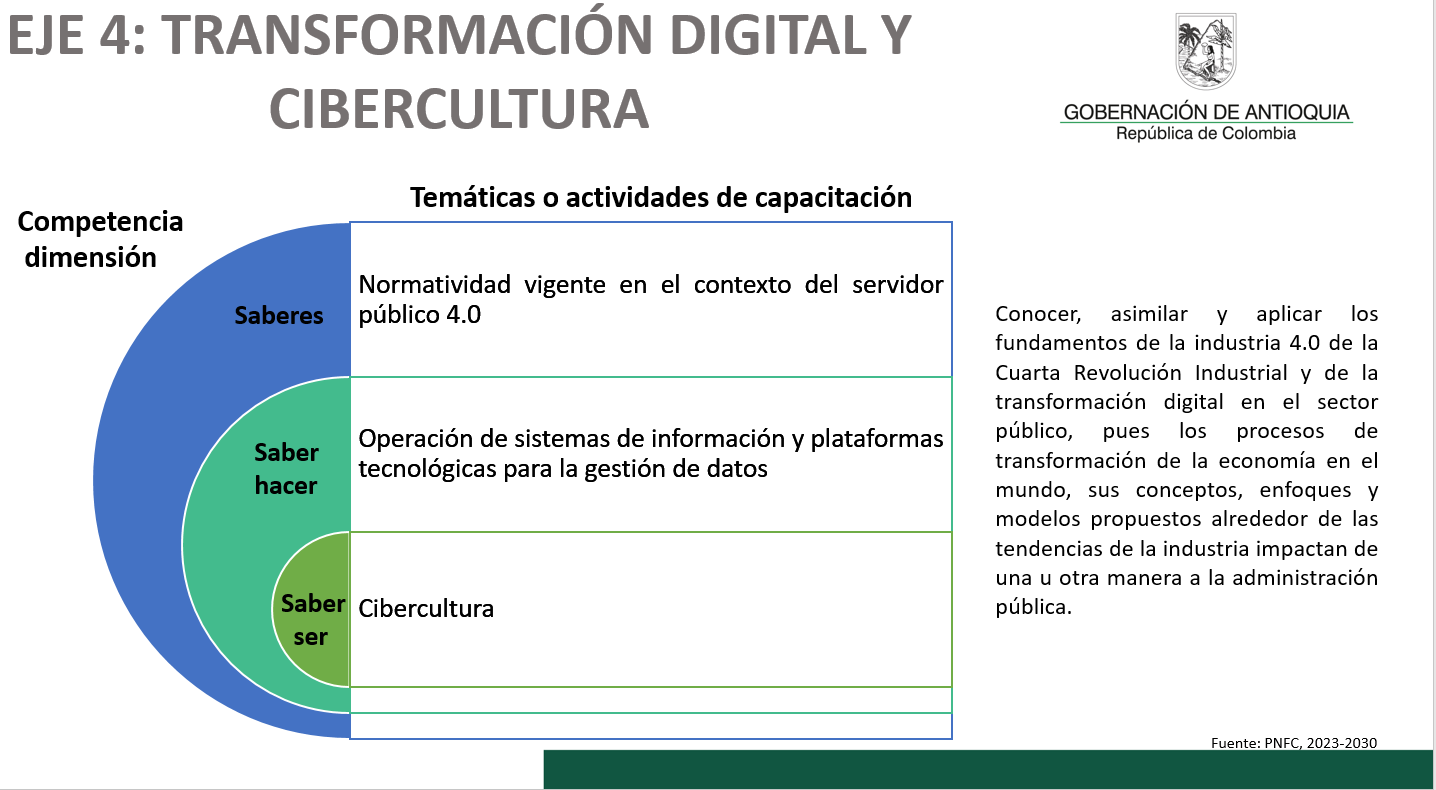 EJE 4: TRANSFORMACIÓN DIGITAL Y
CIBERCULTURA
GOBERNACIÓN DE ANTIOQUIA
República de Colombia
Temáticas o actividades de capacitación
Competencia
dimensión
Saberes
Normatividad vigente en el contexto del servidor
público 4.0
Saber
hacer
Operación de sistemas de información y plataformas
tecnológicas para la gestión de datos
Saber
ser
Cibercultura
Conocer, asimilar y aplicar los
fundamentos de la industria 4.0 de la
Cuarta Revolución Industrial y de la
transformación digital en el sector
público, pues los procesos de
transformación de la economía en el
mundo, sus conceptos, enfoques y
modelos propuestos alrededor de las
tendencias de la industria impactan de
una u otra manera a la administración
pública.
Fuente: PNFC, 2023-2030